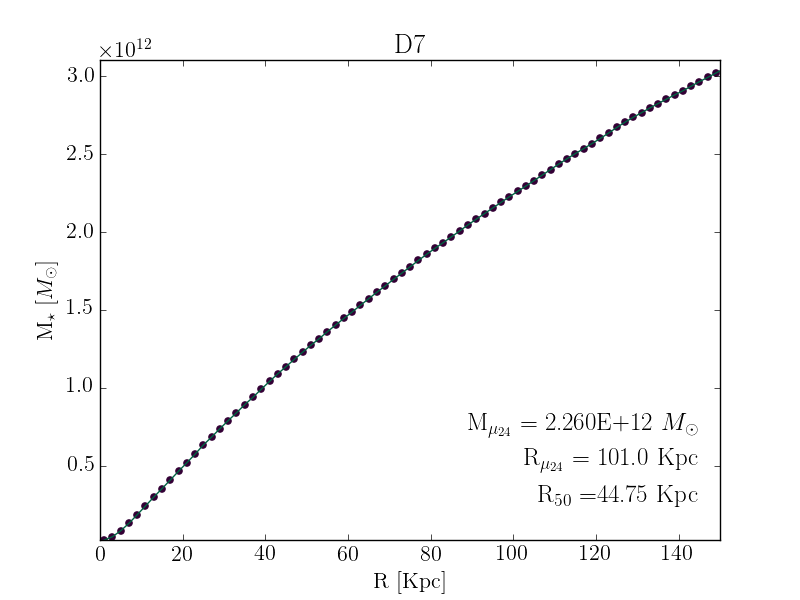 D7
×10¹²
3.0
2.5
2.0
1.5
1.0
0.5
M⋆ [M⊙]
M_μ24 = 2.260E+12 M⊙
R_μ24 = 101.0 Kpc
R50 =44.75 Kpc
0 20 40 60 80 100 120 140
R [Kpc]